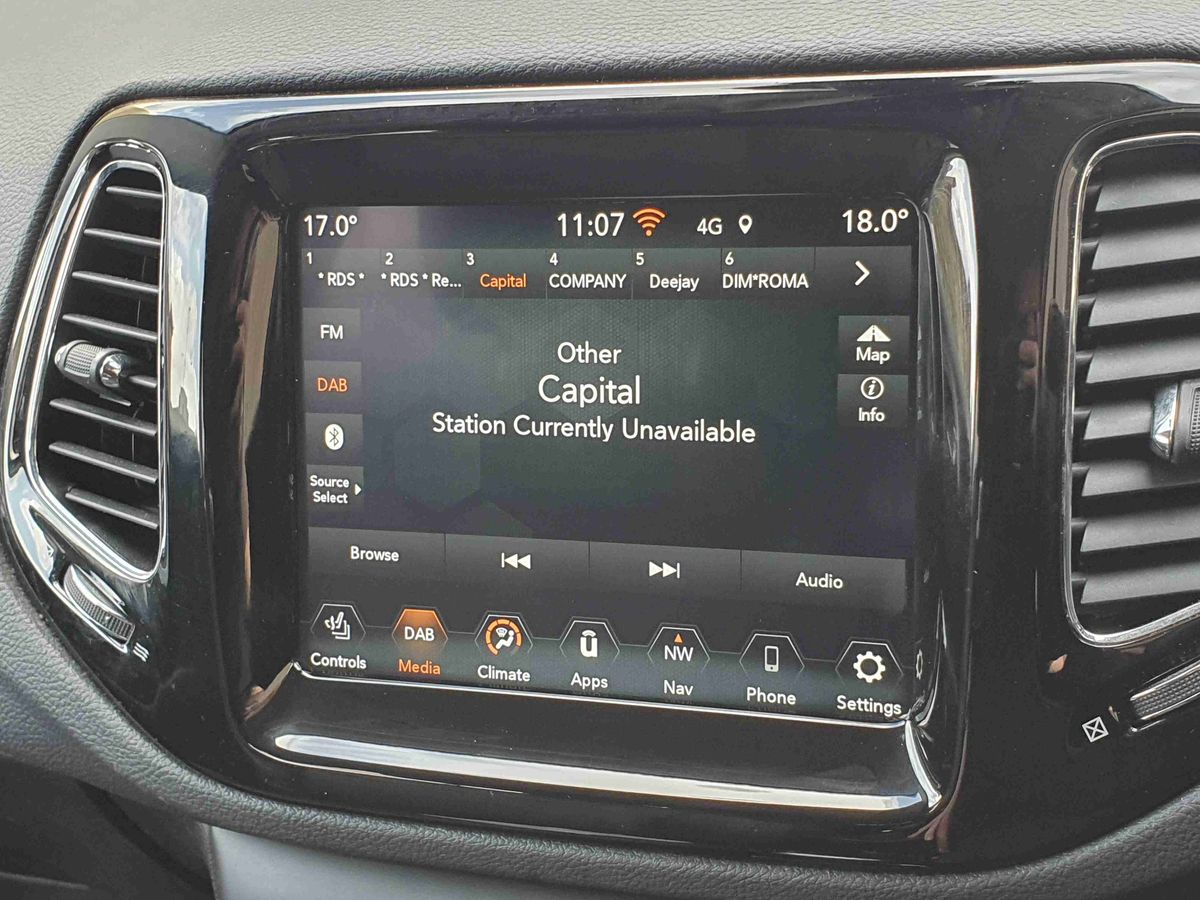 17.0° 11:07 4G 18.0°
1 2 3 4 5 6
*RDS* *RDS*Re... Capital COMPANY Deejay DIM*ROMA
FM
Other
Map
DAB
Capital
Info
Station Currently Unavailable
Source
Select
Browse
Audio
DAB
NW
Controls Media Climate Apps Nav Phone Settings